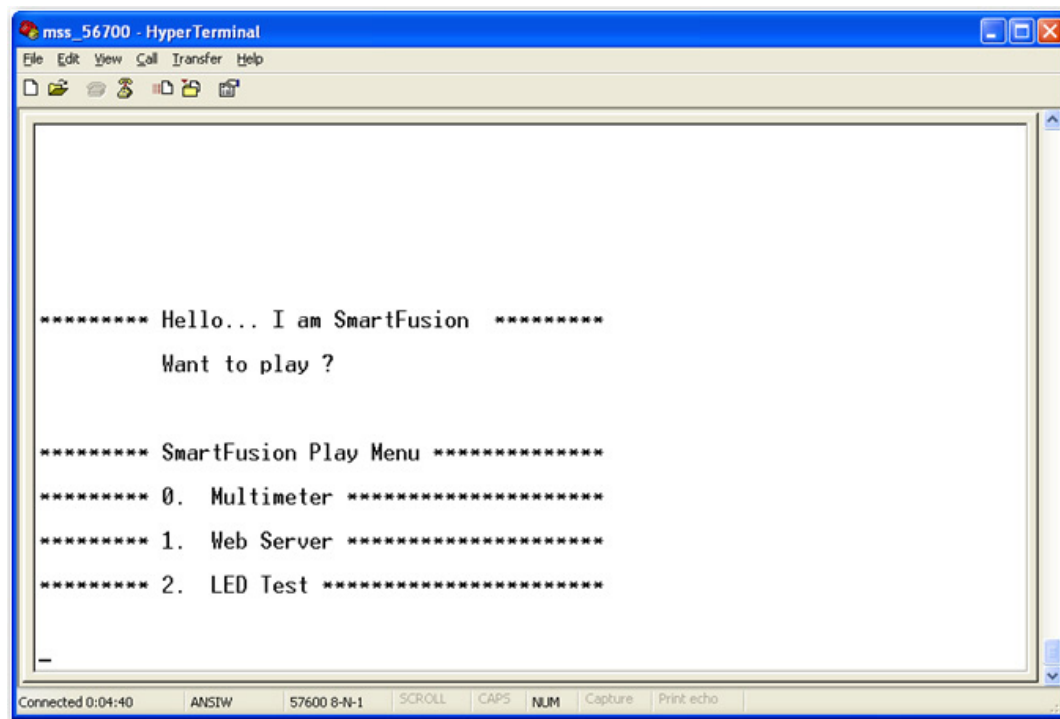 mss_56700 - HyperTerminal
File Edit View Call Transfer Help
********* Hello... I am SmartFusion *********
Want to play ?
********* SmartFusion Play Menu **************
********* 0. Multimeter *********************
********* 1. Web Server *********************
********* 2. LED Test ***********************
_
Connected 0:04:40 ANSIW 57600 8-N-1 SCROLL CAPS NUM Capture Print echo